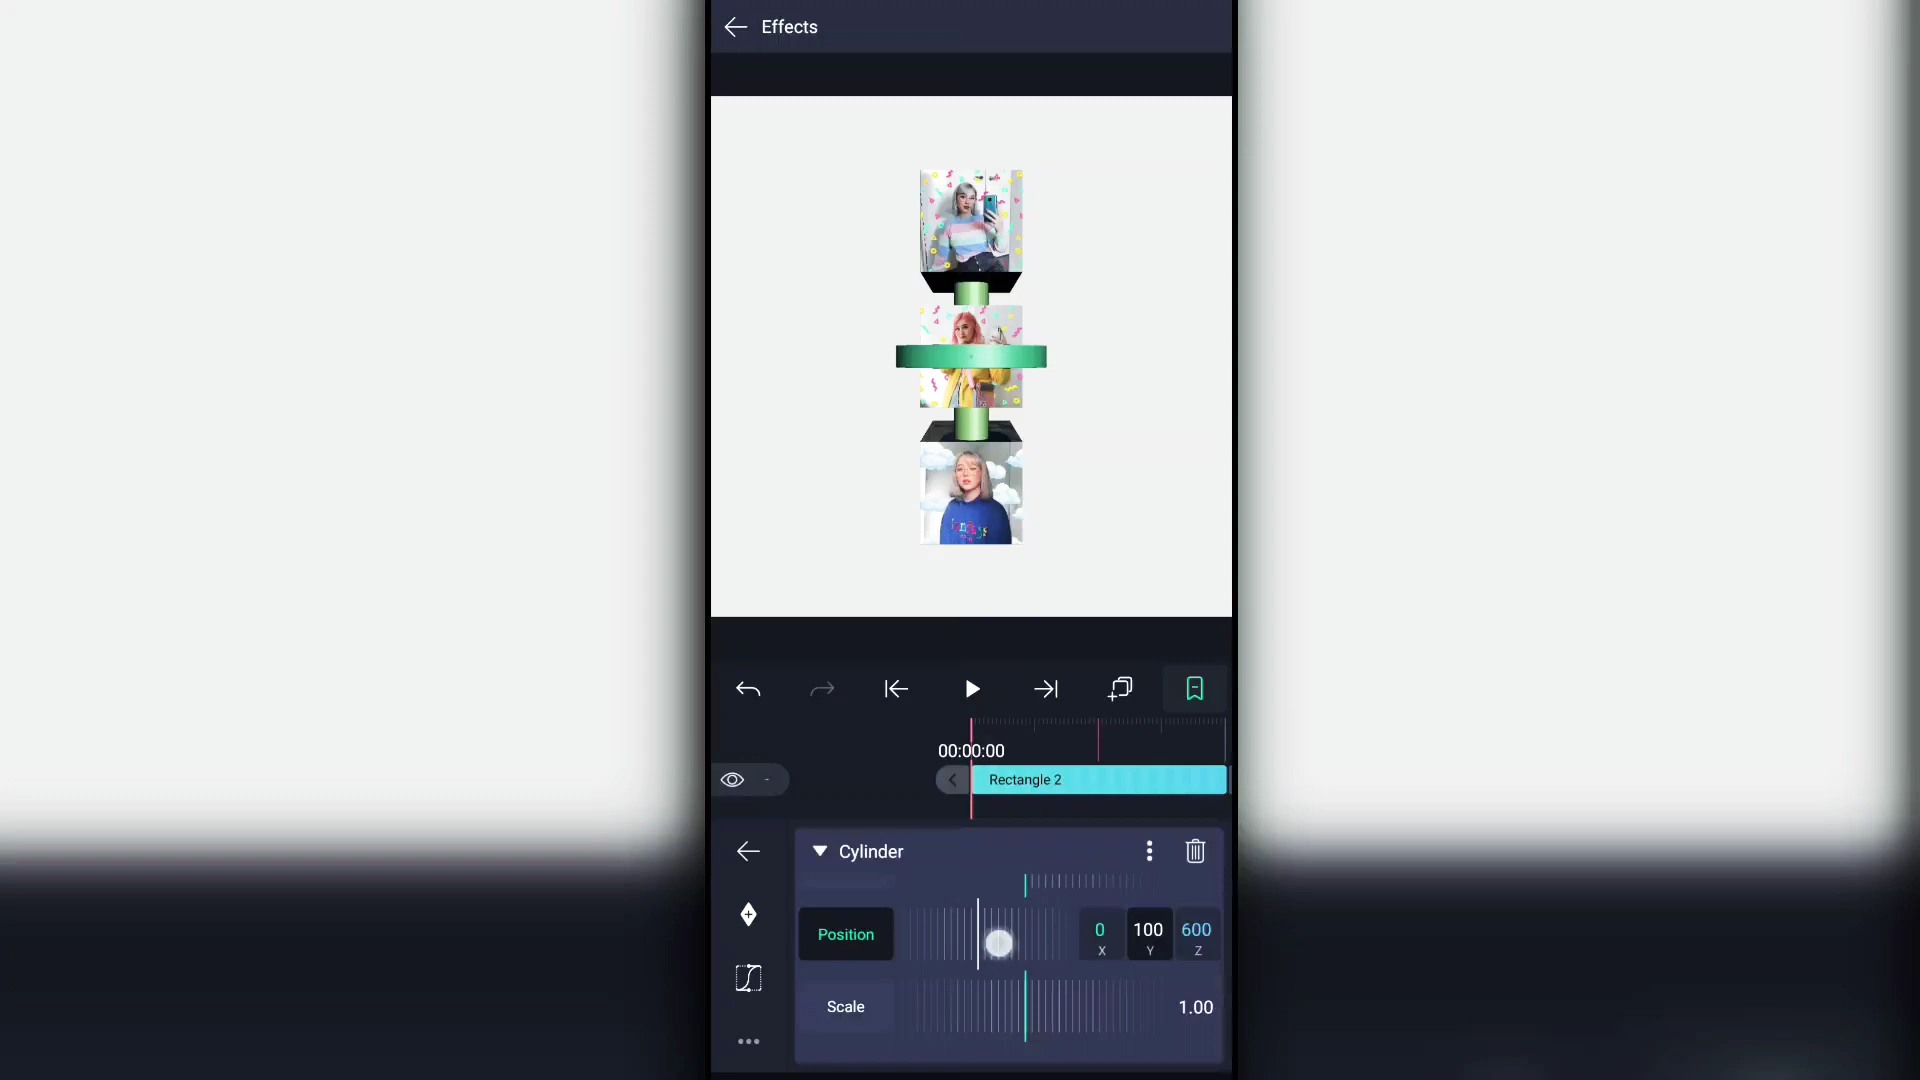 Effects
00:00:00
Rectangle 2
Cylinder
Position
0 100 600
X Y Z
Scale
1.00